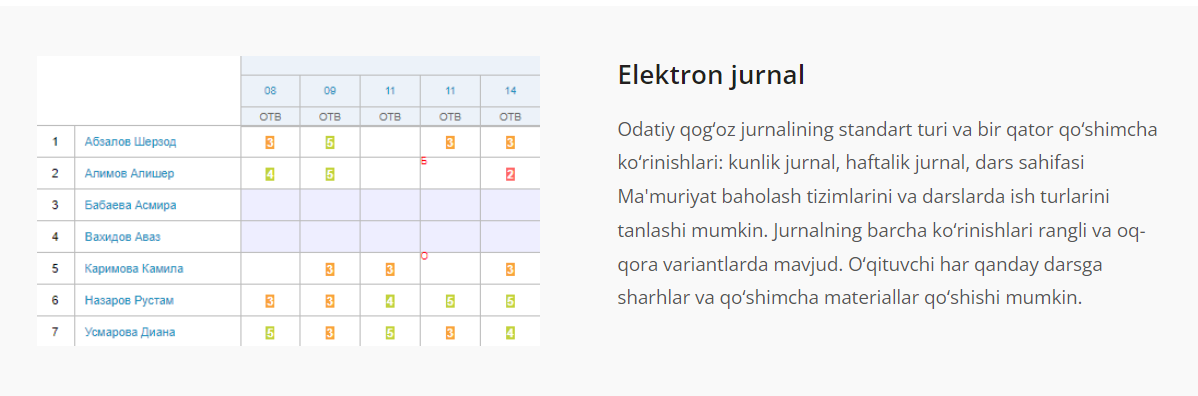 08 09 11 11 14
ОТВ ОТВ ОТВ ОТВ ОТВ
1 Абзалов Шерзод 3 5 3 3
Б
2 Алимов Алишер 4 5 2
3 Бабаева Асмира
4 Вахидов Аваз
О
5 Каримова Камила 3 3 3
6 Назаров Рустам 3 3 4 5 5
7 Усмарова Диана 5 3 5 3 4
Elektron jurnal
Odatiy qog‘oz jurnalining standart turi va bir qator qo‘shimcha
ko‘rinishlari: kunlik jurnal, haftalik jurnal, dars sahifasi
Ma'muriyat baholash tizimlarini va darslarda ish turlarini
tanlashi mumkin. Jurnalning barcha ko‘rinishlari rangli va oq-
qora variantlarda mavjud. O‘qituvchi har qanday darsga
sharhlar va qo‘shimcha materiallar qo‘shishi mumkin.